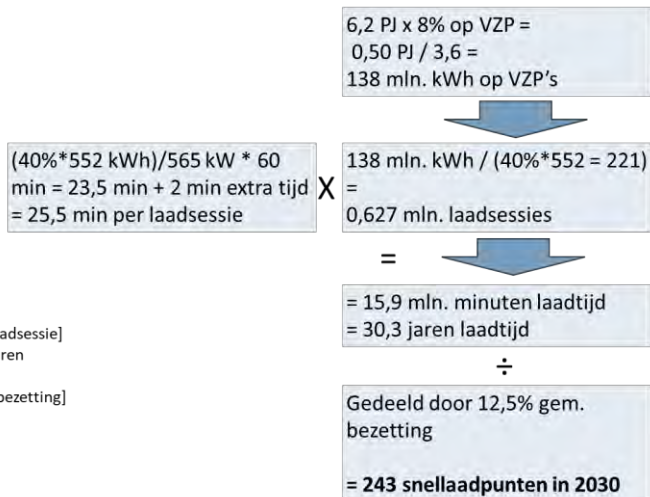 6,2 PJ x 8% op VZP =
0,50 PJ / 3,6 =
138 mln. kWh op VZP's
(40%*552 kWh)/565 kW * 60
min = 23,5 min + 2 min extra tijd
= 25,5 min per laadsessie
X
138 mln. kWh / (40%*552 = 221)
=
0,627 mln. laadsessies
=
= 15,9 mln. minuten laadtijd
= 30,3 jaren laadtijd
÷
Gedeeld door 12,5% gem.
bezetting
= 243 snellaadpunten in 2030
adsessie]
ren
bezetting]